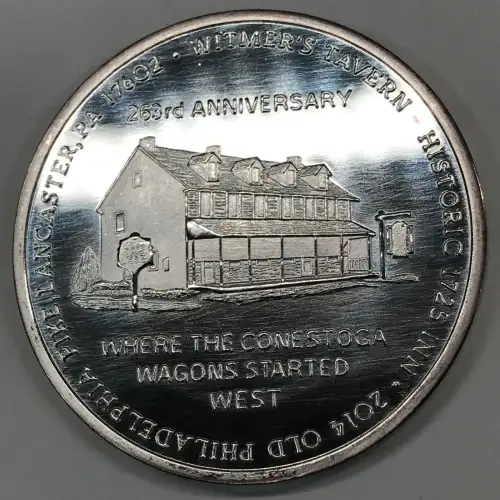 WITMER'S TAVERN HISTORIC 1725 INN · 2014 OLD PHILADELPHIA PIKE LANCASTER, PA 17602 ·
263rd ANNIVERSARY
WHERE THE CONESTOGA
WAGONS STARTED
WEST